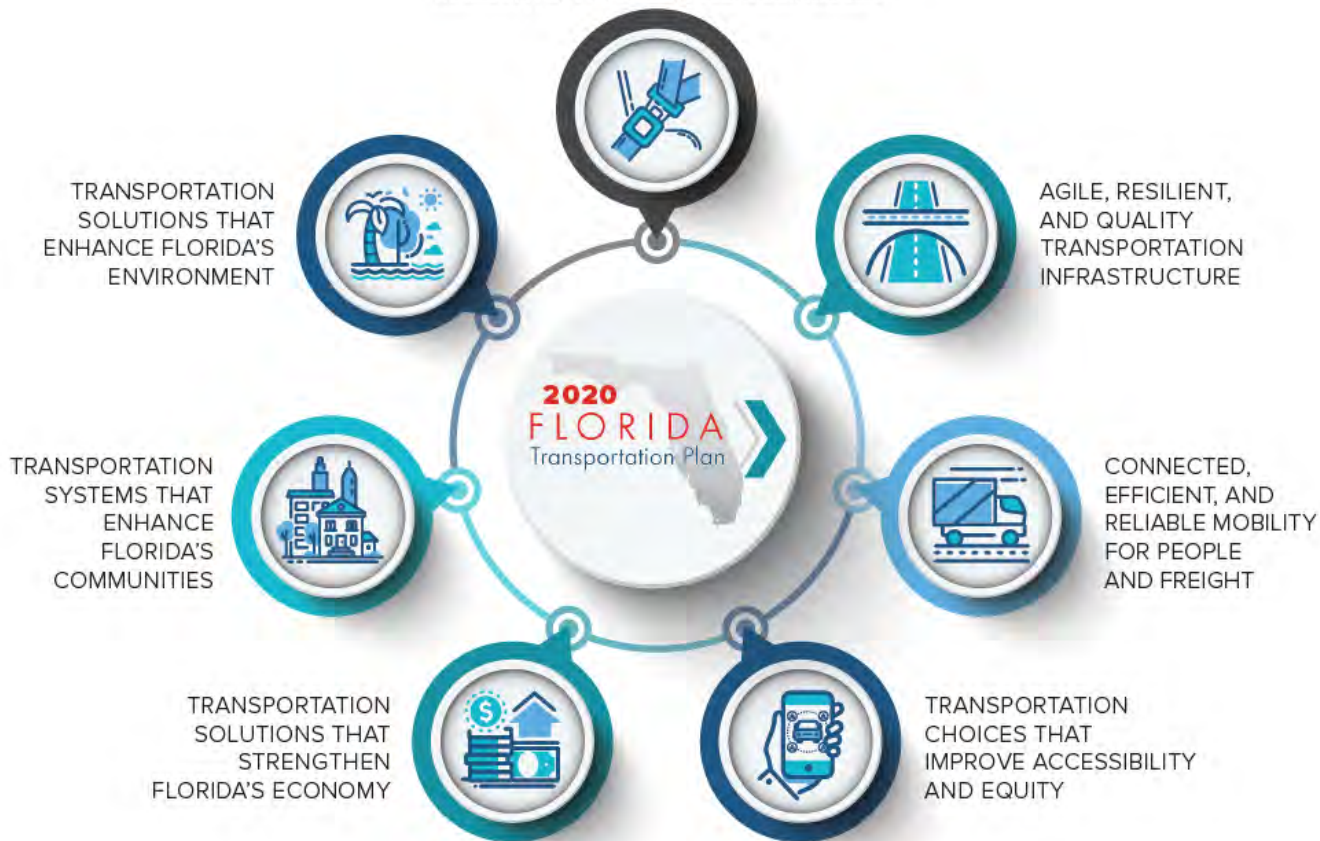 TRANSPORTATION
SOLUTIONS THAT
ENHANCE FLORIDA'S
ENVIRONMENT
AGILE, RESILIENT,
AND QUALITY
TRANSPORTATION
INFRASTRUCTURE
2020
FLORIDA
Transportation Plan
TRANSPORTATION
SYSTEMS THAT
ENHANCE
FLORIDA'S
COMMUNITIES
CONNECTED,
EFFICIENT, AND
RELIABLE MOBILITY
FOR PEOPLE
AND FREIGHT
$
TRANSPORTATION
SOLUTIONS THAT
STRENGTHEN
FLORIDA'S ECONOMY
TRANSPORTATION
CHOICES THAT
IMPROVE ACCESSIBILITY
AND EQUITY